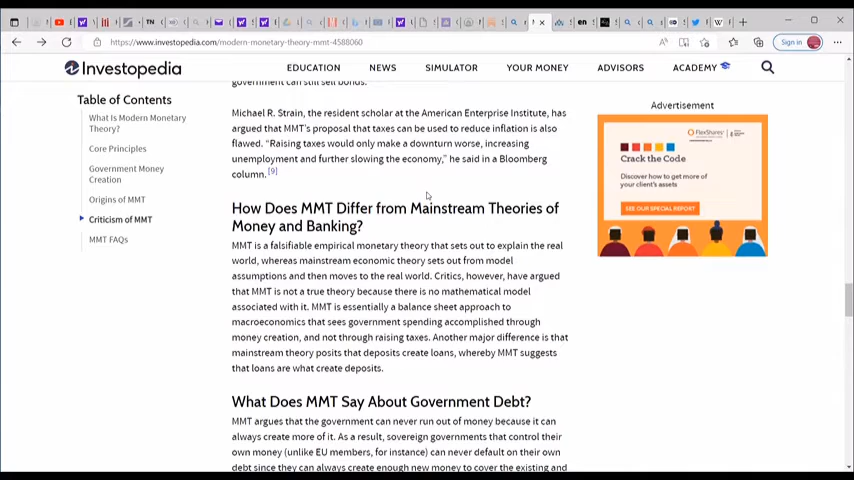 TN
en
https://www.investopedia.com/modern-monetary-theory-mmt-4588060
Sign in
Investopedia
EDUCATION
NEWS
SIMULATOR
YOUR MONEY
ADVISORS
ACADEMY
Table of Contents
What Is Modern Monetary
Theory?
Core Principles
Government Money
Creation
Origins of MMT
Criticism of MMT
MMT FAQs
government can still sell bonds.
Michael R. Strain, the resident scholar at the American Enterprise Institute, has
argued that MMT's proposal that taxes can be used to reduce inflation is also
flawed. “Raising taxes would only make a downturn worse, increasing
unemployment and further slowing the economy,” he said in a Bloomberg
column.[9]
How Does MMT Differ from Mainstream Theories of
Money and Banking?
MMT is a falsifiable empirical monetary theory that sets out to explain the real
world, whereas mainstream economic theory sets out from model
assumptions and then moves to the real world. Critics, however, have argued
that MMT is not a true theory because there is no mathematical model
associated with it. MMT is essentially a balance sheet approach to
macroeconomics that sees government spending accomplished through
money creation, and not through raising taxes. Another major difference is that
mainstream theory posits that deposits create loans, whereby MMT suggests
that loans are what create deposits.
What Does MMT Say About Government Debt?
MMT argues that the government can never run out of money because it can
always create more of it. As a result, sovereign governments that control their
own money (unlike EU members, for instance) can never default on their own
debt since they can always create enough new money to cover the existing and
Advertisement
FlexShares
Crack the Code
Discover how to get more of
your client's assets
SEE OUR SPECIAL REPORT